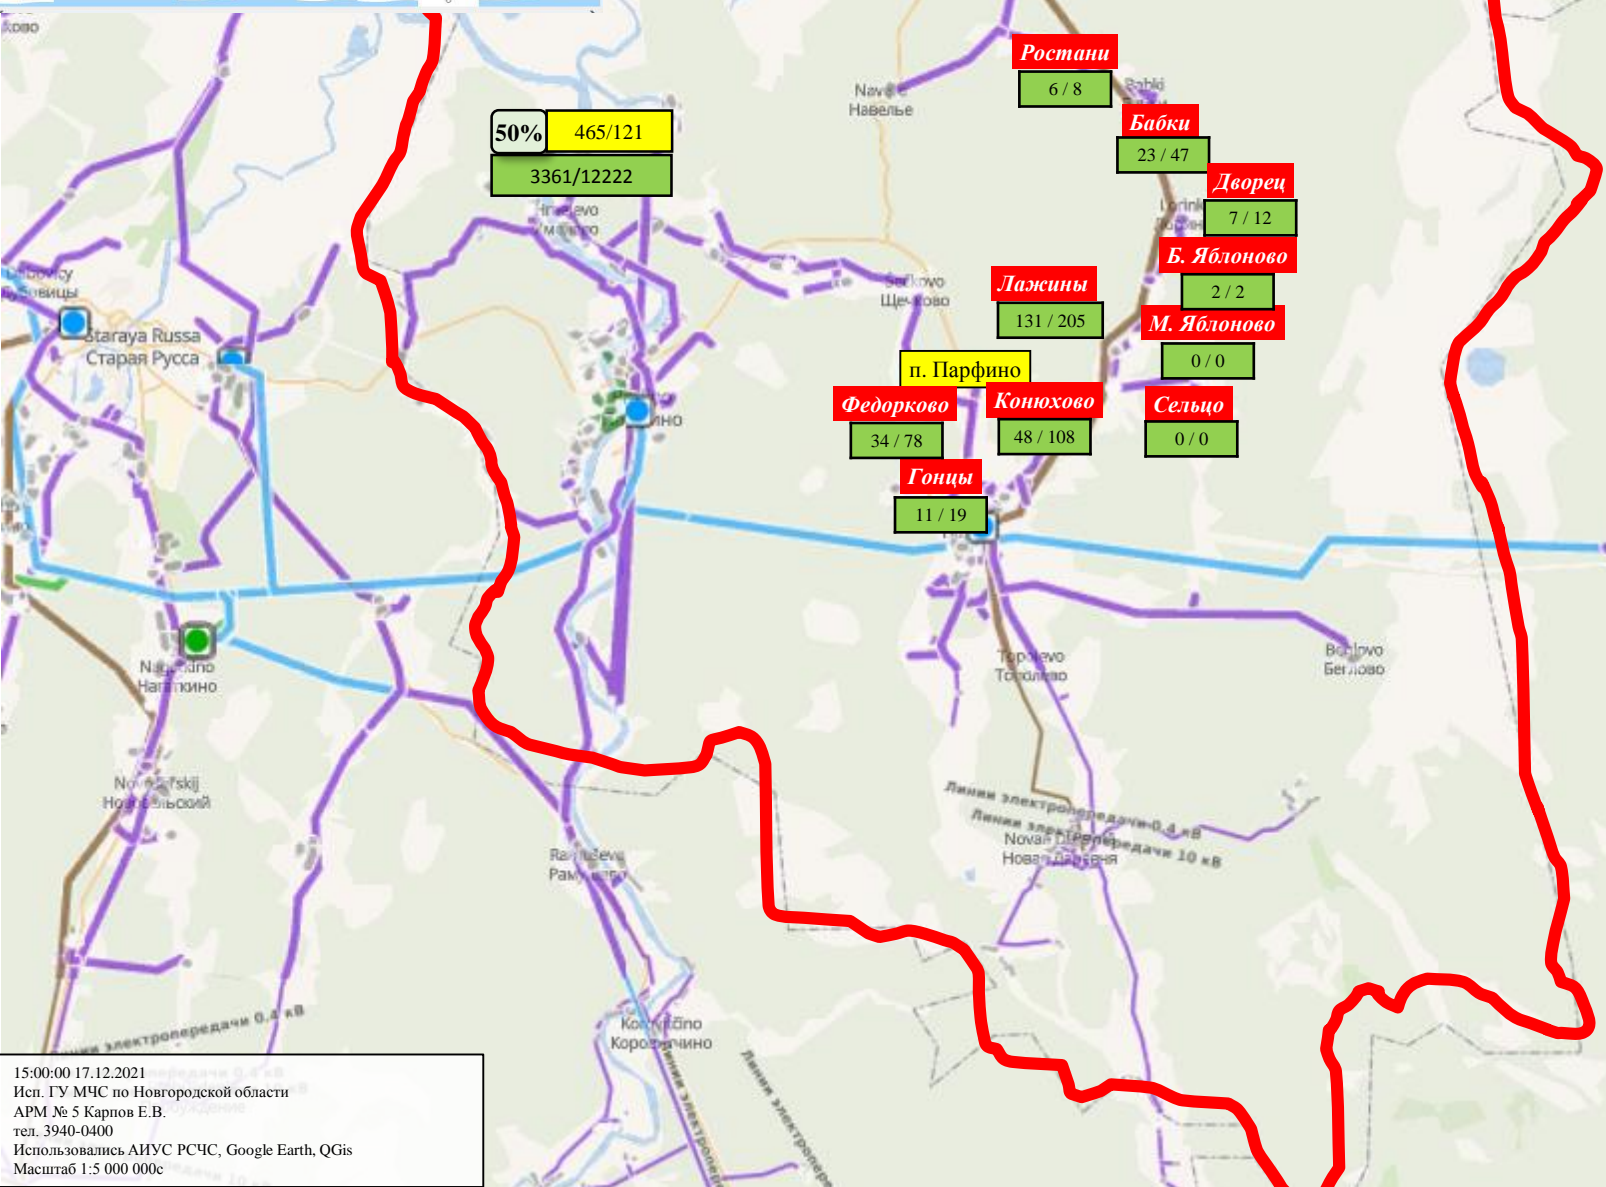 Навелье
Ростани
6 / 8
Бабки
23 / 47
50% 465/121
3361/12222
Дворец
7 / 12
Б. Яблоново
2 / 2
Лажины
131 / 205
М. Яблоново
0 / 0
Щечково
Staraya Russa
Старая Русса
п. Парфино
Федорково
34 / 78
Конюхово
48 / 108
Сельцо
0 / 0
Гонцы
11 / 19
Нагаткино
Topolevo
Тополево
Беглово
Линии электропередачи 0,4 кВ
Линии электропередачи 10 кВ
Korovitčino
Коровитчино
Линии электропередачи 0,4 кВ
15:00:00 17.12.2021
Исп. ГУ МЧС по Новгородской области
АРМ № 5 Карпов Е.В.
тел. 3940-0400
Использовались АИУС РСЧС, Google Earth, QGis
Масштаб 1:5 000 000с